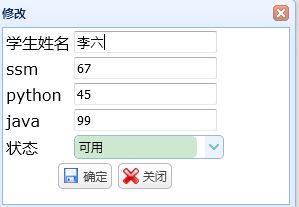 修改
学生姓名 李六
ssm 67
python 45
java 99
状态 可用
确定 关闭